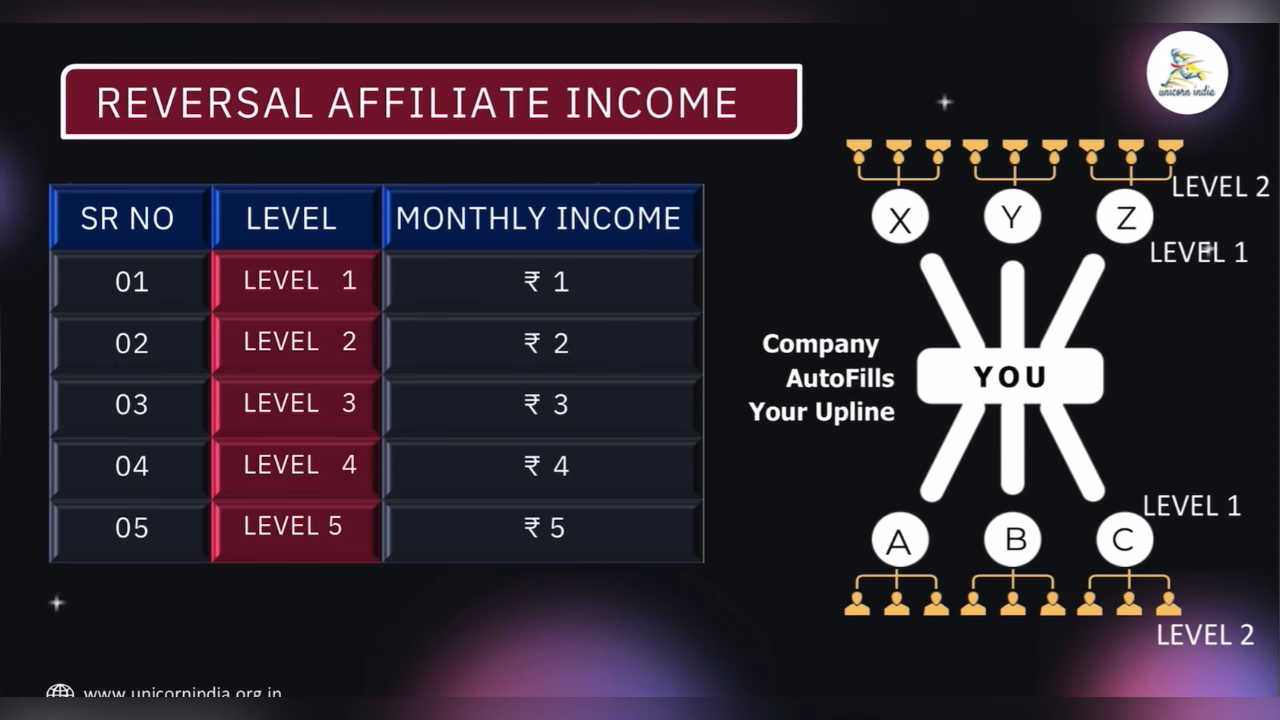 REVERSAL AFFILIATE INCOME
unicorn india
SR NO LEVEL MONTHLY INCOME
01 LEVEL 1 ₹ 1
02 LEVEL 2 ₹ 2
03 LEVEL 3 ₹ 3
04 LEVEL 4 ₹ 4
05 LEVEL 5 ₹ 5
LEVEL 2
X Y Z
LEVEL 1
Company
AutoFills
Your Upline
YOU
LEVEL 1
A B C
LEVEL 2
www.unicornindia.org.in